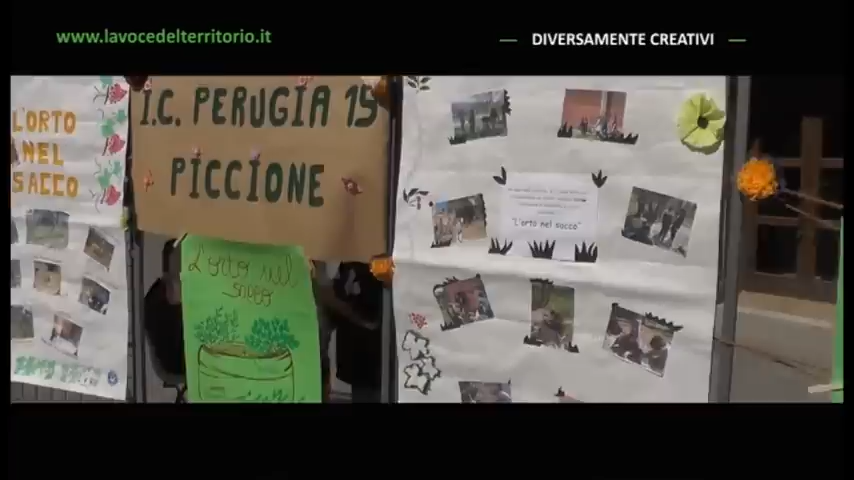 www.lavocedelterritorio.it
DIVERSAMENTE CREATIVI
L'ORTO
NEL
SACCO
I.C. PERUGIA 15
PICCIONE
L'orto nel
sacco
"L'orto nel sacco"